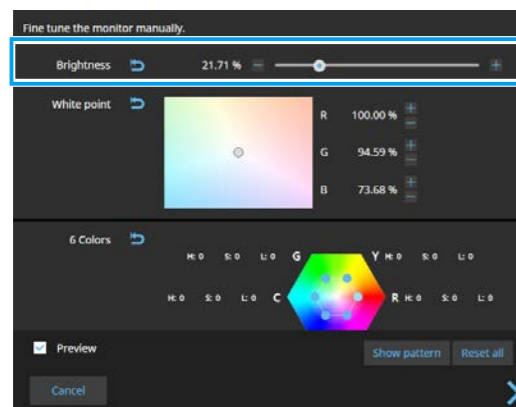 Fine tune the monitor manually.
Brightness 21.71 %
White point
R 100.00 %
G 94.59 %
B 73.68 %
6 Colors
H: 0 S: 0 L: 0 G Y H: 0 S: 0 L: 0
H: 0 S: 0 L: 0 C R H: 0 S: 0 L: 0
Preview
Show pattern Reset all
Cancel